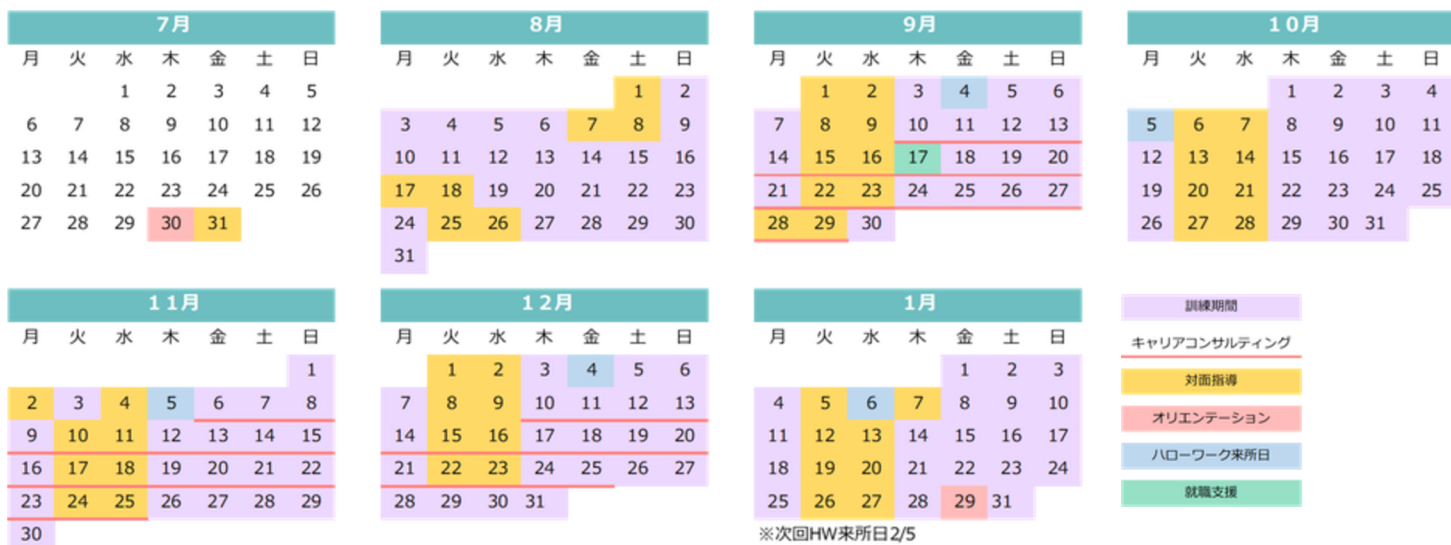 7月
月 火 水 木 金 土 日
1 2 3 4 5
6 7 8 9 10 11 12
13 14 15 16 17 18 19
20 21 22 23 24 25 26
27 28 29 30 31
8月
月 火 水 木 金 土 日
1 2
3 4 5 6 7 8 9
10 11 12 13 14 15 16
17 18 19 20 21 22 23
24 25 26 27 28 29 30
31
9月
月 火 水 木 金 土 日
1 2 3 4 5 6
7 8 9 10 11 12 13
14 15 16 17 18 19 20
21 22 23 24 25 26 27
28 29 30
10月
月 火 水 木 金 土 日
1 2 3 4
5 6 7 8 9 10 11
12 13 14 15 16 17 18
19 20 21 22 23 24 25
26 27 28 29 30 31
11月
月 火 水 木 金 土 日
1
2 3 4 5 6 7 8
9 10 11 12 13 14 15
16 17 18 19 20 21 22
23 24 25 26 27 28 29
30
12月
月 火 水 木 金 土 日
1 2 3 4 5 6
7 8 9 10 11 12 13
14 15 16 17 18 19 20
21 22 23 24 25 26 27
28 29 30 31
1月
月 火 水 木 金 土 日
1 2 3
4 5 6 7 8 9 10
11 12 13 14 15 16 17
18 19 20 21 22 23 24
25 26 27 28 29 31
※次回HW来所日2/5
訓練期間
キャリアコンサルティング
対面指導
オリエンテーション
ハローワーク来所日
就職支援